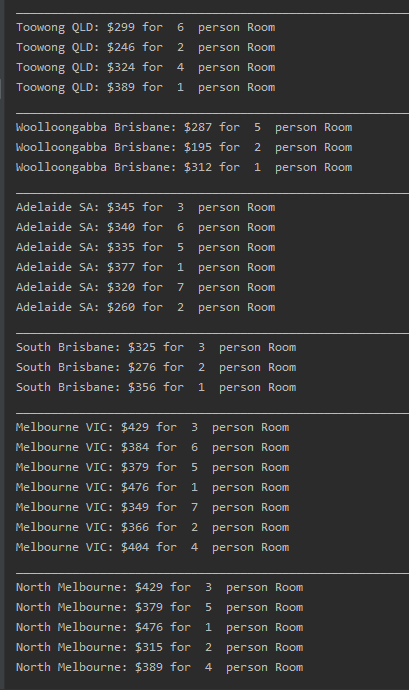 Toowong QLD: $299 for  6  person Room
Toowong QLD: $246 for  2  person Room
Toowong QLD: $324 for  4  person Room
Toowong QLD: $389 for  1  person Room
Woolloongabba Brisbane: $287 for  5  person Room
Woolloongabba Brisbane: $195 for  2  person Room
Woolloongabba Brisbane: $312 for  1  person Room
Adelaide SA: $345 for  3  person Room
Adelaide SA: $340 for  6  person Room
Adelaide SA: $335 for  5  person Room
Adelaide SA: $377 for  1  person Room
Adelaide SA: $320 for  7  person Room
Adelaide SA: $260 for  2  person Room
South Brisbane: $325 for  3  person Room
South Brisbane: $276 for  2  person Room
South Brisbane: $356 for  1  person Room
Melbourne VIC: $429 for  3  person Room
Melbourne VIC: $384 for  6  person Room
Melbourne VIC: $379 for  5  person Room
Melbourne VIC: $476 for  1  person Room
Melbourne VIC: $349 for  7  person Room
Melbourne VIC: $366 for  2  person Room
Melbourne VIC: $404 for  4  person Room
North Melbourne: $429 for  3  person Room
North Melbourne: $379 for  5  person Room
North Melbourne: $476 for  1  person Room
North Melbourne: $315 for  2  person Room
North Melbourne: $389 for  4  person Room